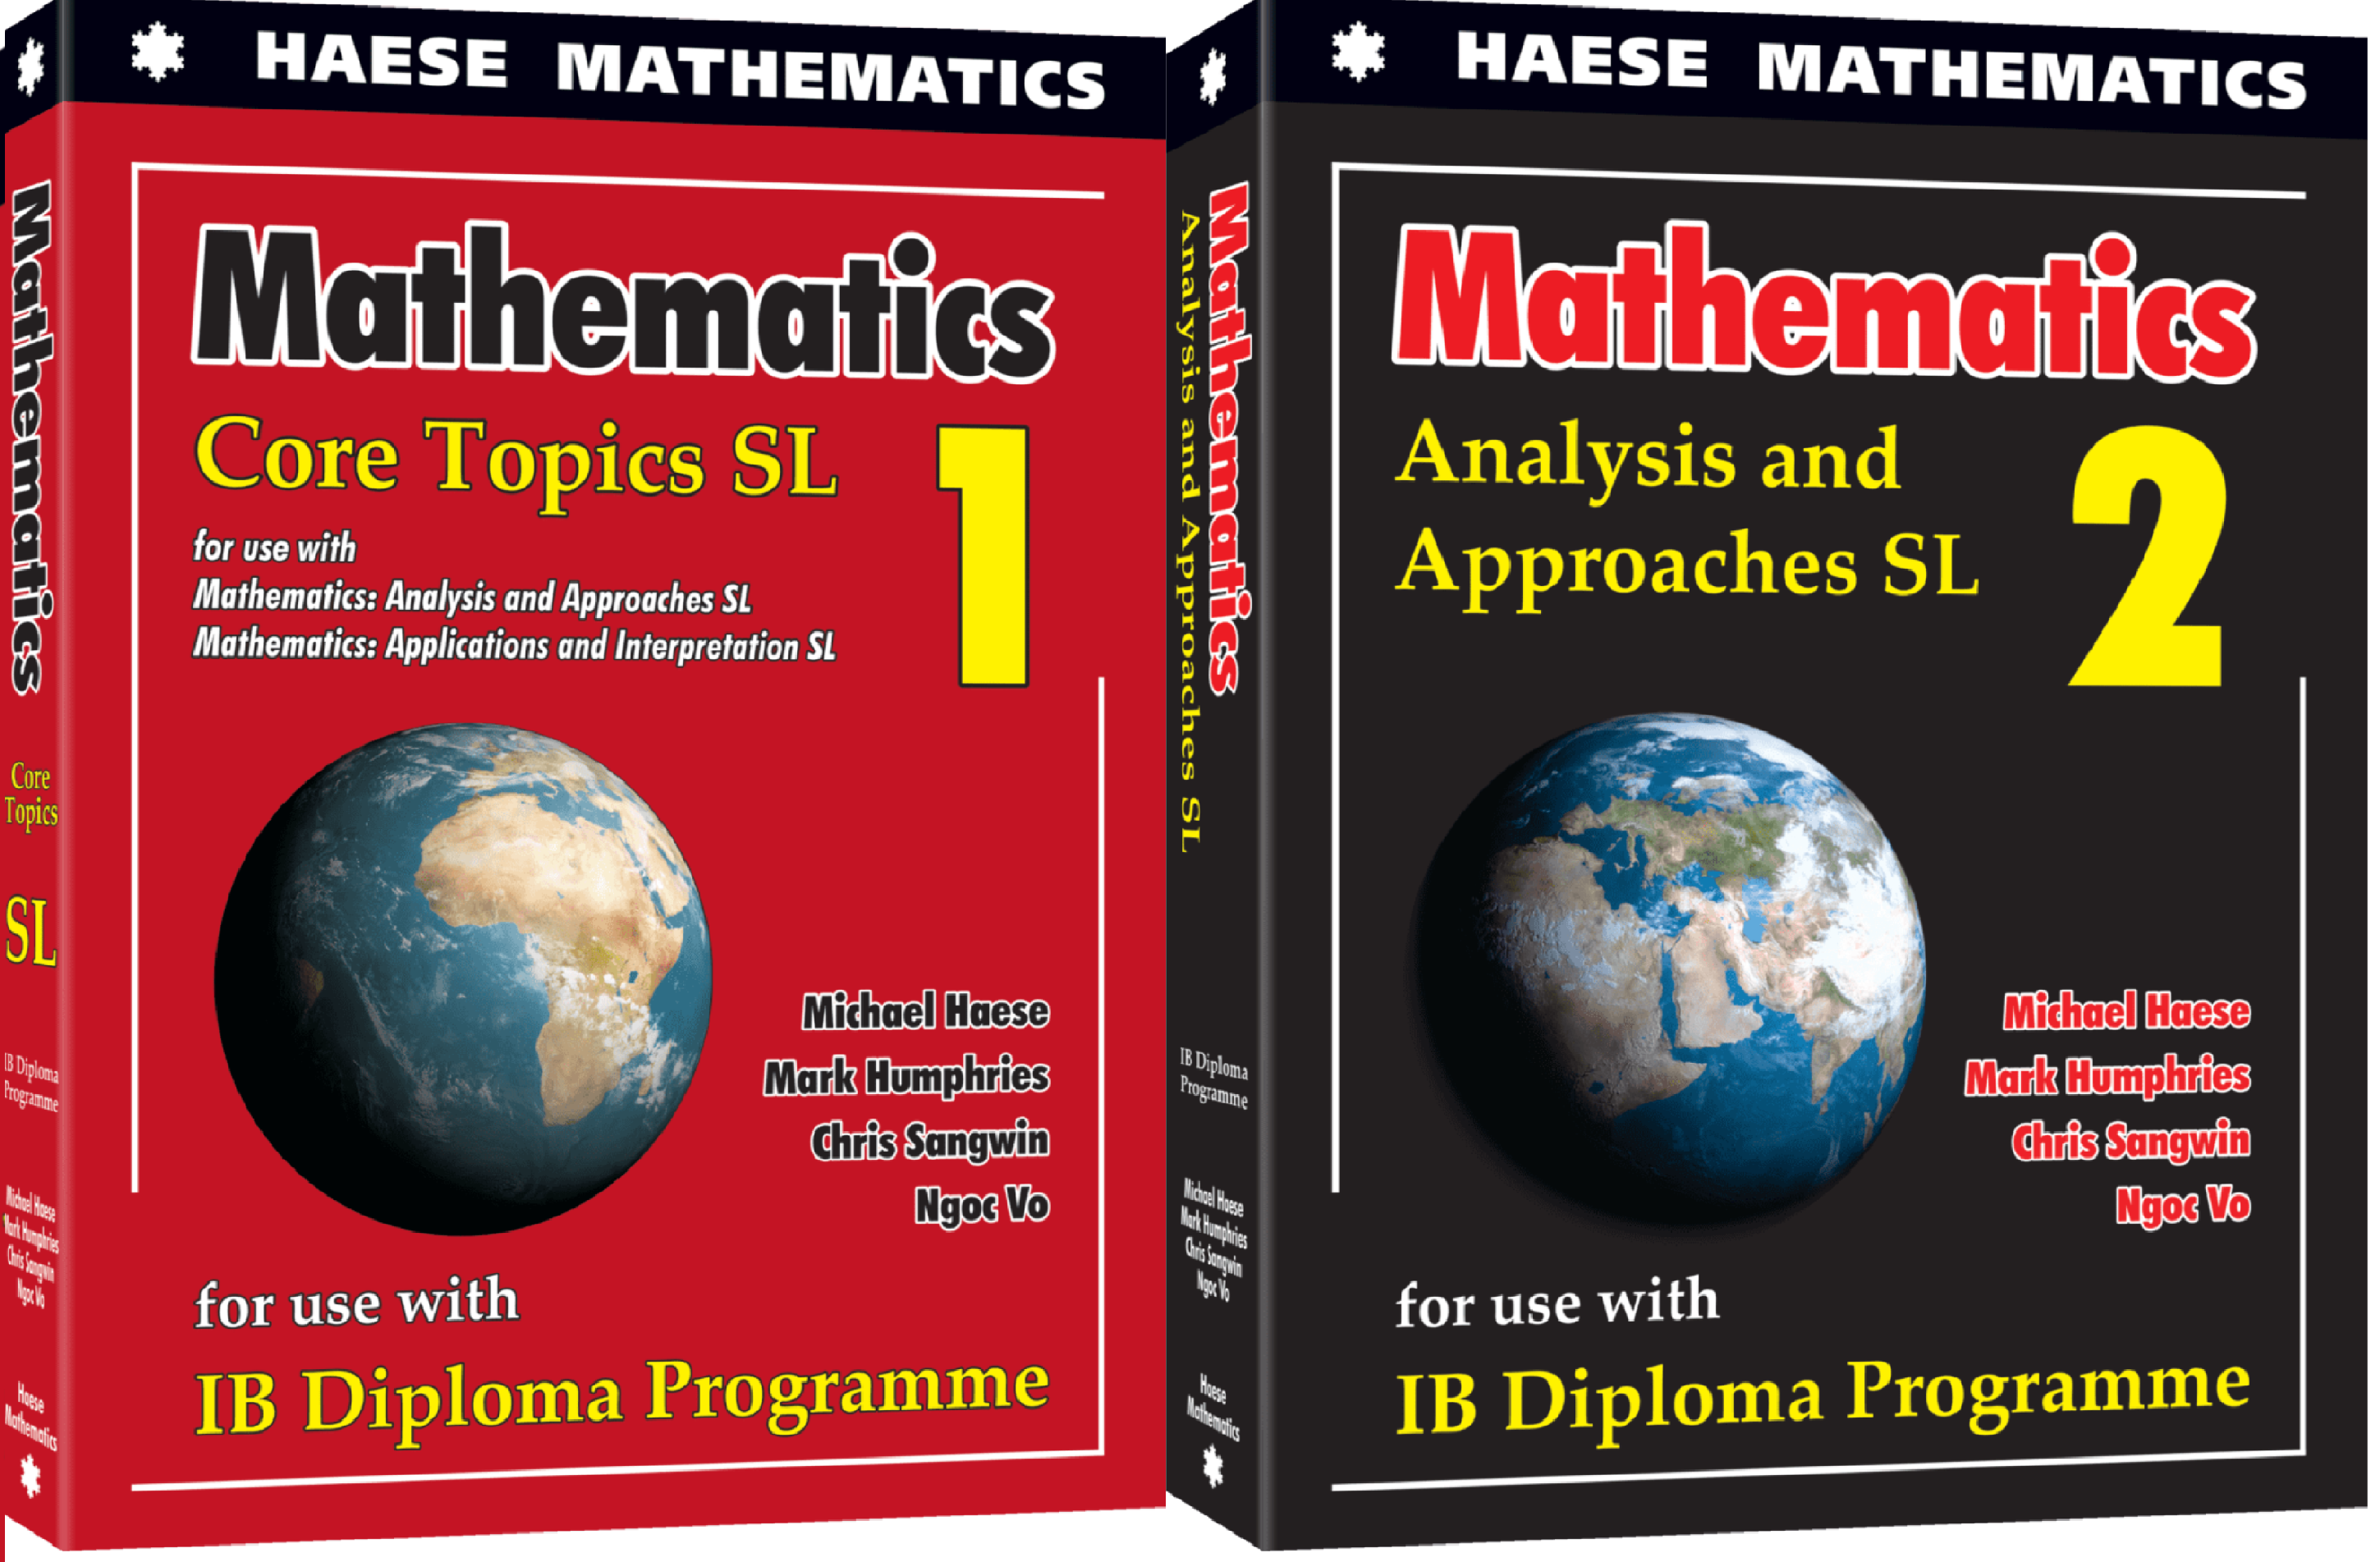 HAESE MATHEMATICS
Mathematics
Core Topics SL
1
for use with
Mathematics: Analysis and Approaches SL
Mathematics: Applications and Interpretation SL
Michael Haese
Mark Humphries
Chris Sangwin
Ngoc Vo
for use with
IB Diploma Programme
Mathematics
Core
Topics
SL
IB Diploma
Programme
Michael Haese
Mark Humphries
Chris Sangwin
Ngoc Vo
Haese
Mathematics
HAESE MATHEMATICS
Mathematics
Analysis and
Approaches SL
2
Michael Haese
Mark Humphries
Chris Sangwin
Ngoc Vo
for use with
IB Diploma Programme
Mathematics
Analysis and Approaches SL
IB Diploma
Programme
Michael Haese
Mark Humphries
Chris Sangwin
Ngoc Vo
Haese
Mathematics